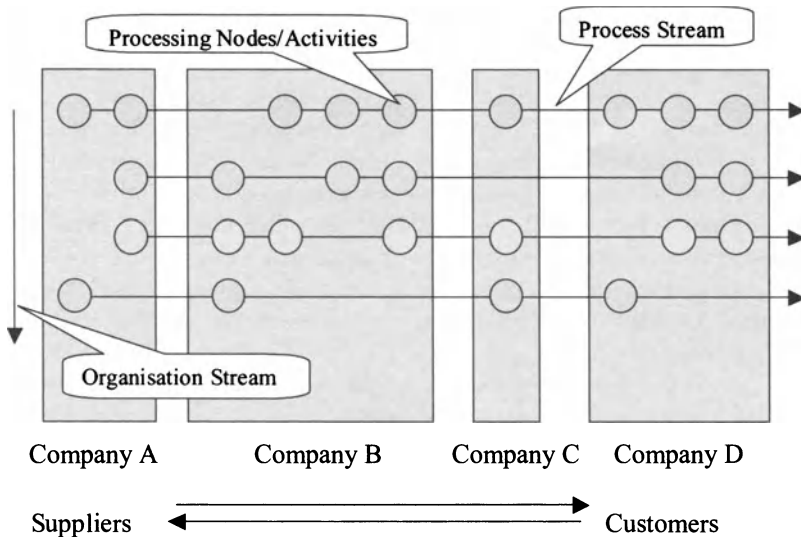 Processing Nodes/Activities
Process Stream
Organisation Stream
Company A
Company B
Company C
Company D
Suppliers
Customers